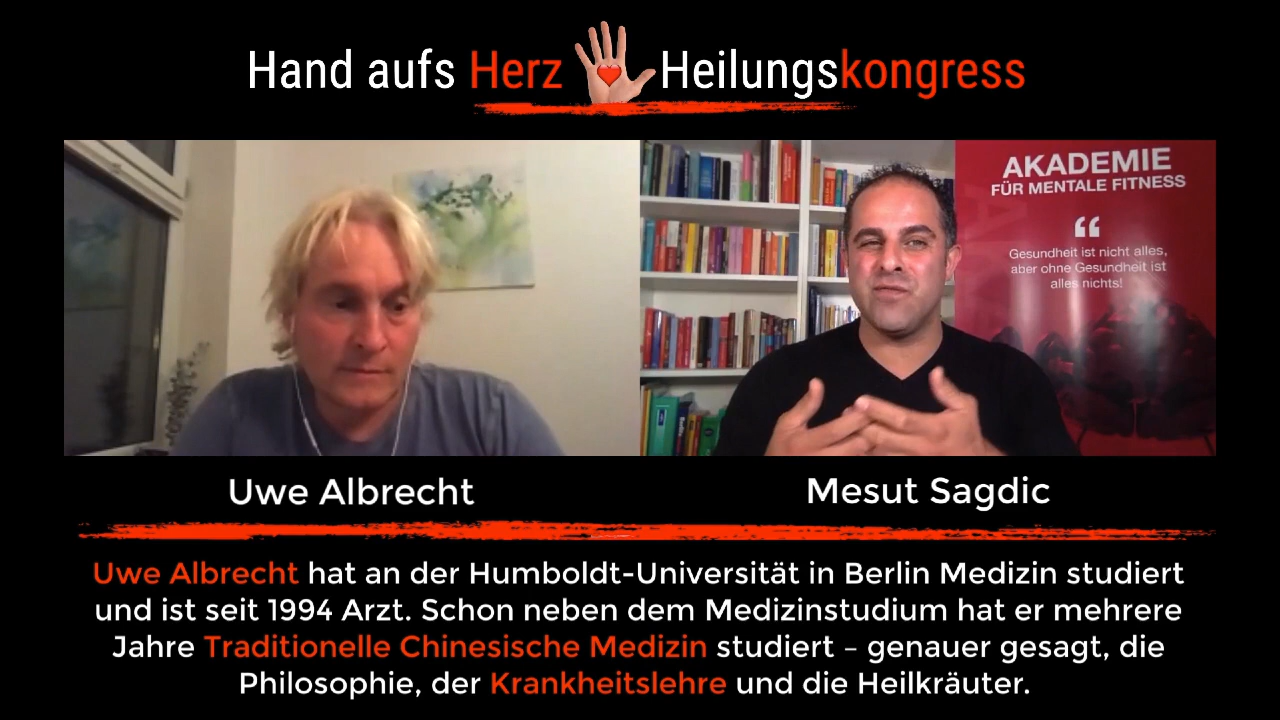 Hand aufs Herz Heilungskongress
AKADEMIE
FÜR MENTALE FITNESS
“
Gesundheit ist nicht alles,
aber ohne Gesundheit ist
alles nichts!
Uwe Albrecht
Mesut Sagdic
Uwe Albrecht hat an der Humboldt-Universität in Berlin Medizin studiert
und ist seit 1994 Arzt. Schon neben dem Medizinstudium hat er mehrere
Jahre Traditionelle Chinesische Medizin studiert – genauer gesagt, die
Philosophie, der Krankheitslehre und die Heilkräuter.